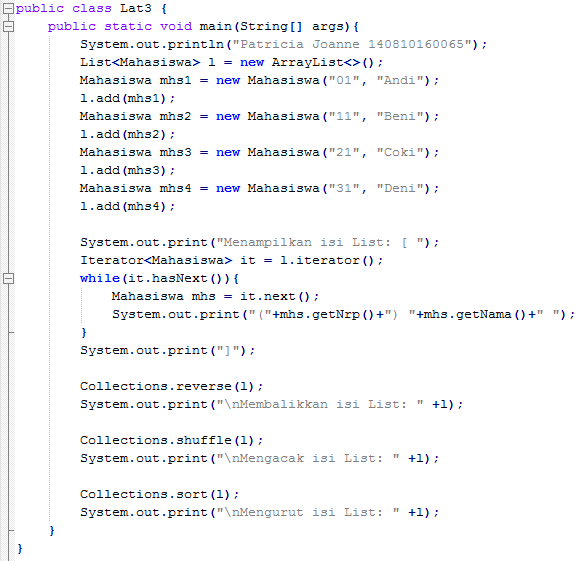 public class Lat3 {
    public static void main(String[] args){
        System.out.println("Patricia Joanne 140810160065");
        List<Mahasiswa> l = new ArrayList<>();
        Mahasiswa mhs1 = new Mahasiswa("01", "Andi");
        l.add(mhs1);
        Mahasiswa mhs2 = new Mahasiswa("11", "Beni");
        l.add(mhs2);
        Mahasiswa mhs3 = new Mahasiswa("21", "Coki");
        l.add(mhs3);
        Mahasiswa mhs4 = new Mahasiswa("31", "Deni");
        l.add(mhs4);

        System.out.print("Menampilkan isi List: [ ");
        Iterator<Mahasiswa> it = l.iterator();
        while(it.hasNext()){
            Mahasiswa mhs = it.next();
            System.out.print("("+mhs.getNrp()+") "+mhs.getNama()+" ");
        }
        System.out.print("]");

        Collections.reverse(l);
        System.out.print("\nMembalikkan isi List: " +l);

        Collections.shuffle(l);
        System.out.print("\nMengacak isi List: " +l);

        Collections.sort(l);
        System.out.print("\nMengurut isi List: " +l);
    }
}